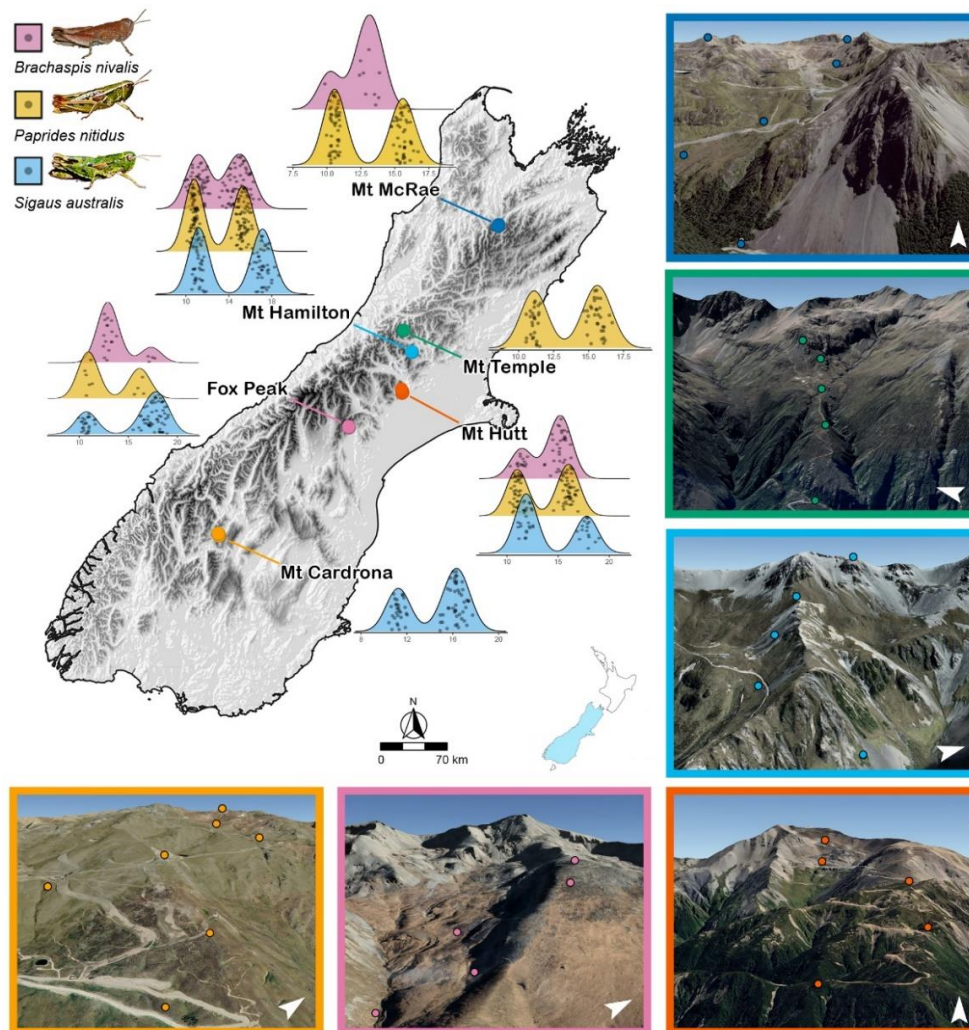 Brachaspis nivalis
Paprides nitidus
Sigaus australis
7.5 10.0 12.5 15.0 17.5
Mt McRae
10 14 18
Mt Hamilton
10.0 12.5 15.0 17.5
Mt Temple
Fox Peak
10 15 20
Mt Hutt
10 15 20
Mt Cardrona
8 12 16 20
N
0 70 km